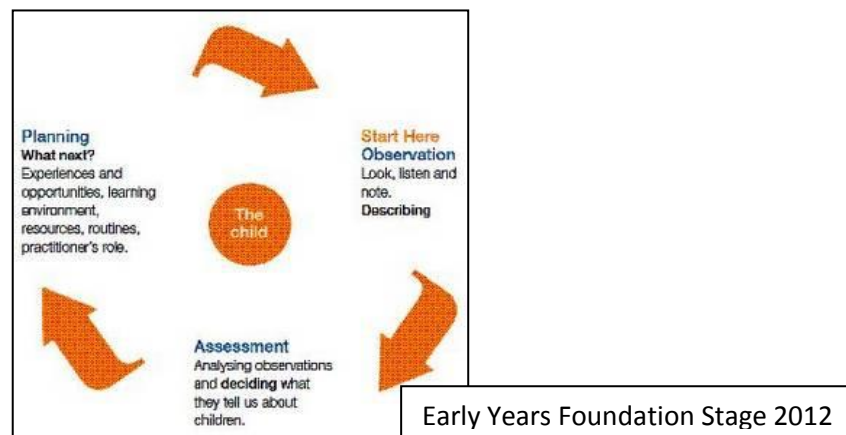 Planning
What next?
Experiences and
opportunities, learning
environment,
resources, routines,
practitioner's role.
Start Here
Observation
Look, listen and
note.
Describing
The
child
Assessment
Analysing observations
and deciding what
they tell us about
children.
Early Years Foundation Stage 2012